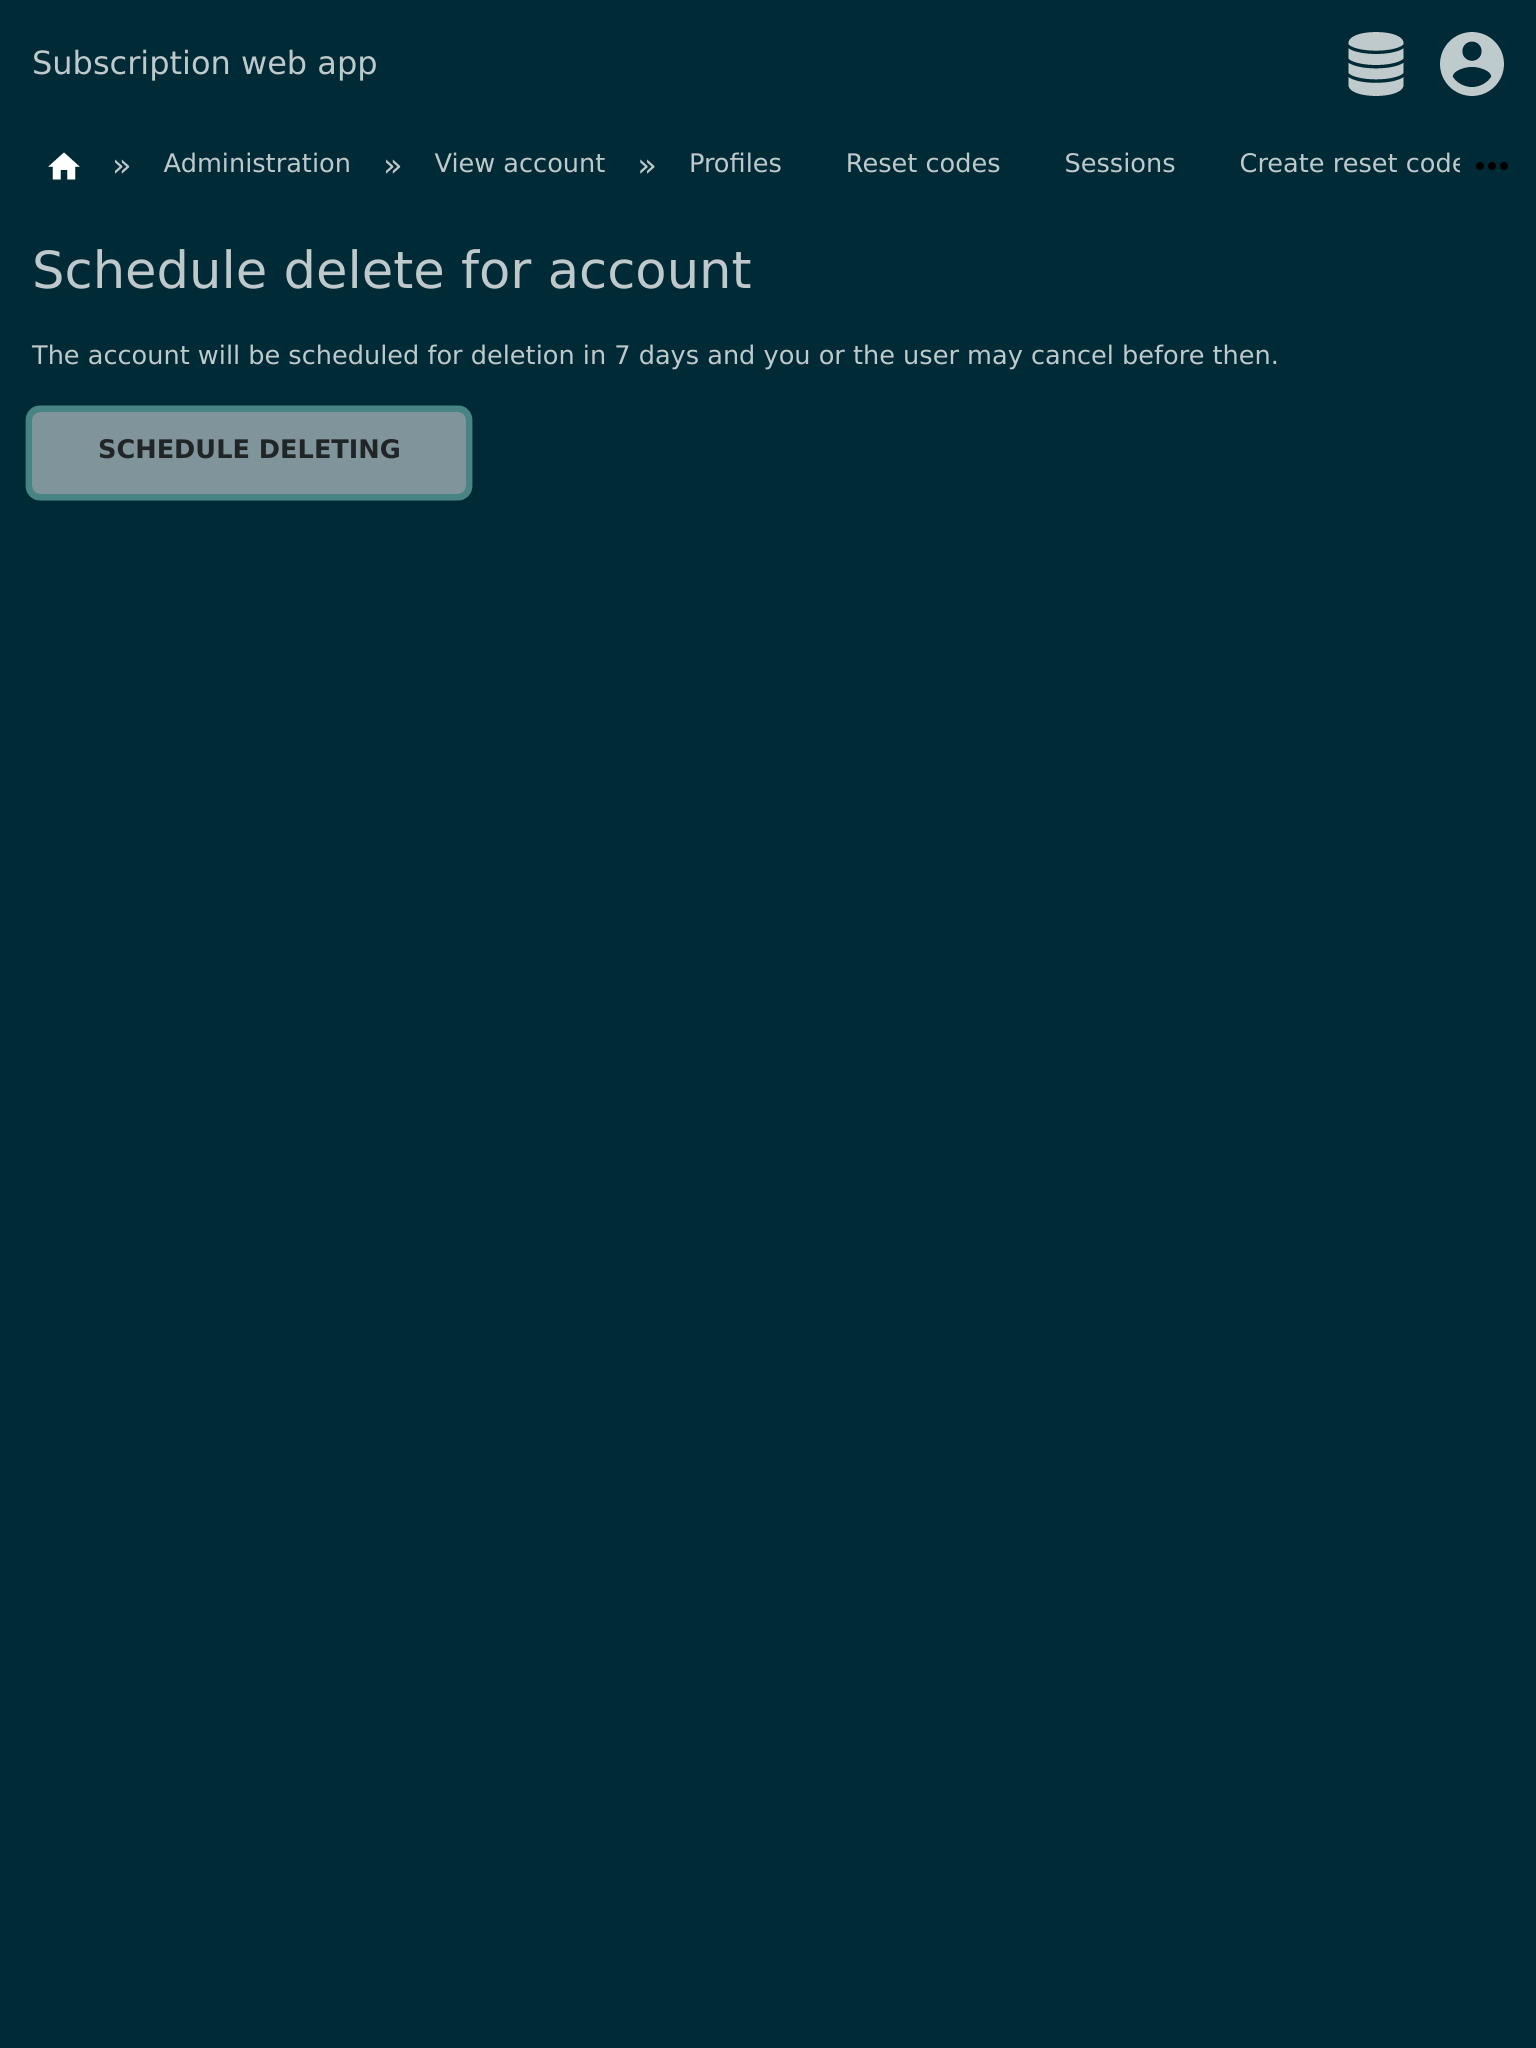 Subscription web app
» Administration » View account » Profiles Reset codes Sessions Create reset code
Schedule delete for account
The account will be scheduled for deletion in 7 days and you or the user may cancel before then.
SCHEDULE DELETING